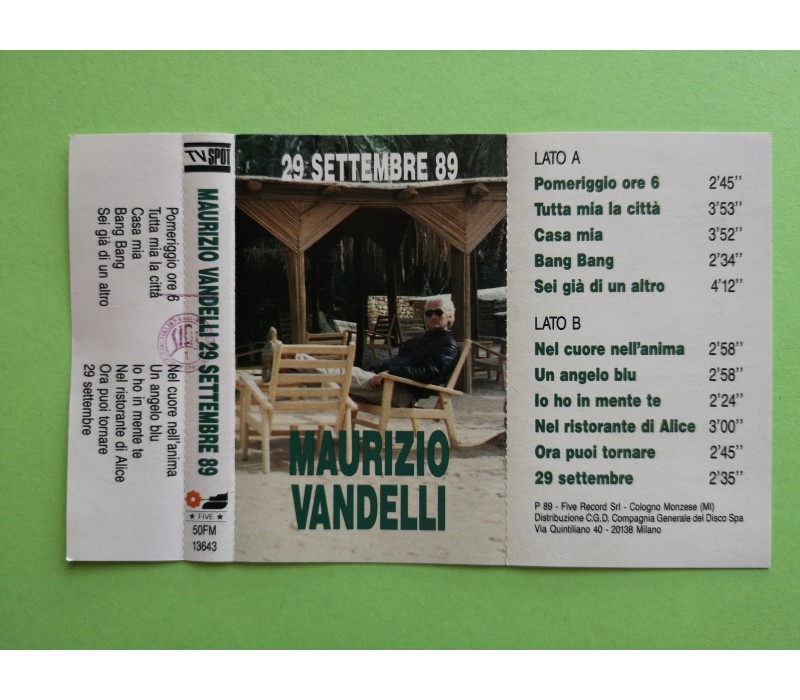 Pomeriggio ore 6
Tutta mia la città
Casa mia
Bang Bang
Sei già di un altro
Nel cuore nell'anima
Un angelo blu
Io ho in mente te
Nel ristorante di Alice
Ora puoi tornare
29 settembre
TV SPOT
MAURIZIO VANDELLI 29 SETTEMBRE 89
★ FIVE ★
50FM
13643
29 SETTEMBRE 89
MAURIZIO
VANDELLI
LATO A
Pomeriggio ore 6 2'45''
Tutta mia la città 3'53''
Casa mia 3'52''
Bang Bang 2'34''
Sei già di un altro 4'12''
LATO B
Nel cuore nell'anima 2'58''
Un angelo blu 2'58''
Io ho in mente te 2'24''
Nel ristorante di Alice 3'00''
Ora puoi tornare 2'45''
29 settembre 2'35''
P 89 - Five Record Srl - Cologno Monzese (MI)
Distribuzione C.G.D. Compagnia Generale del Disco Spa
Via Quintiliano 40 - 20138 Milano